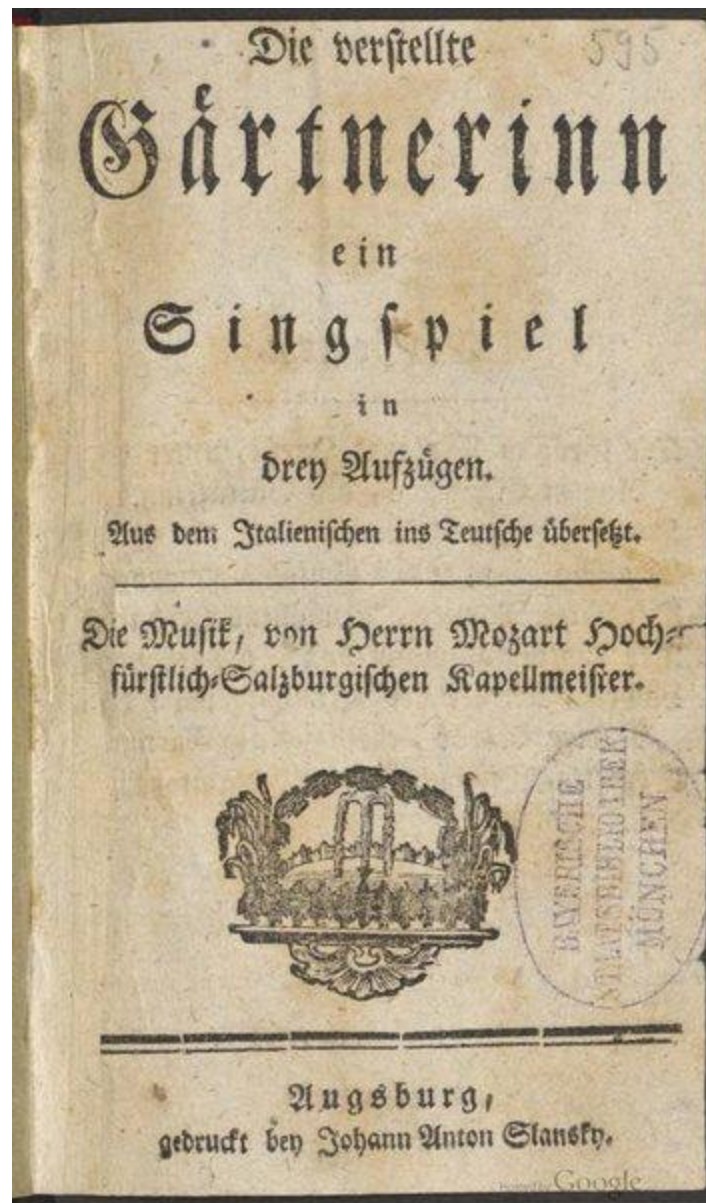 Die verstellte
595
Gärtnerinn
ein
Singspiel
in
drey Aufzügen.
Aus dem Italienischen ins Teutsche übersetzt.
Die Musik, von Herrn Mozart Hoch-
fürstlich-Salzburgischen Kapellmeister.
BAYERISCHE
STAATSBIBLIOTHEK
MÜNCHEN
Augsburg,
gedruckt bey Johann Anton Slansky.
Google